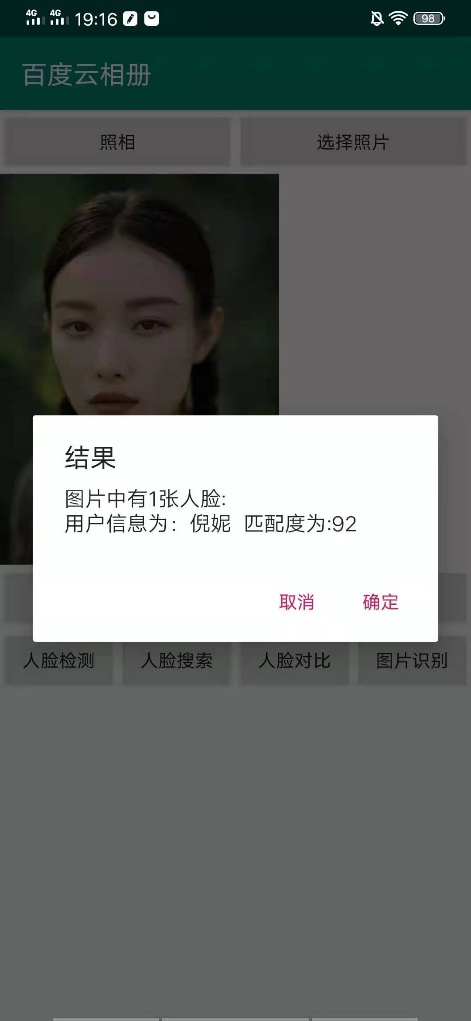 4G 4G 19:16 98
百度云相册
照相 选择照片
结果
图片中有1张人脸:
用户信息为：倪妮 匹配度为:92
取消 确定
人脸检测 人脸搜索 人脸对比 图片识别